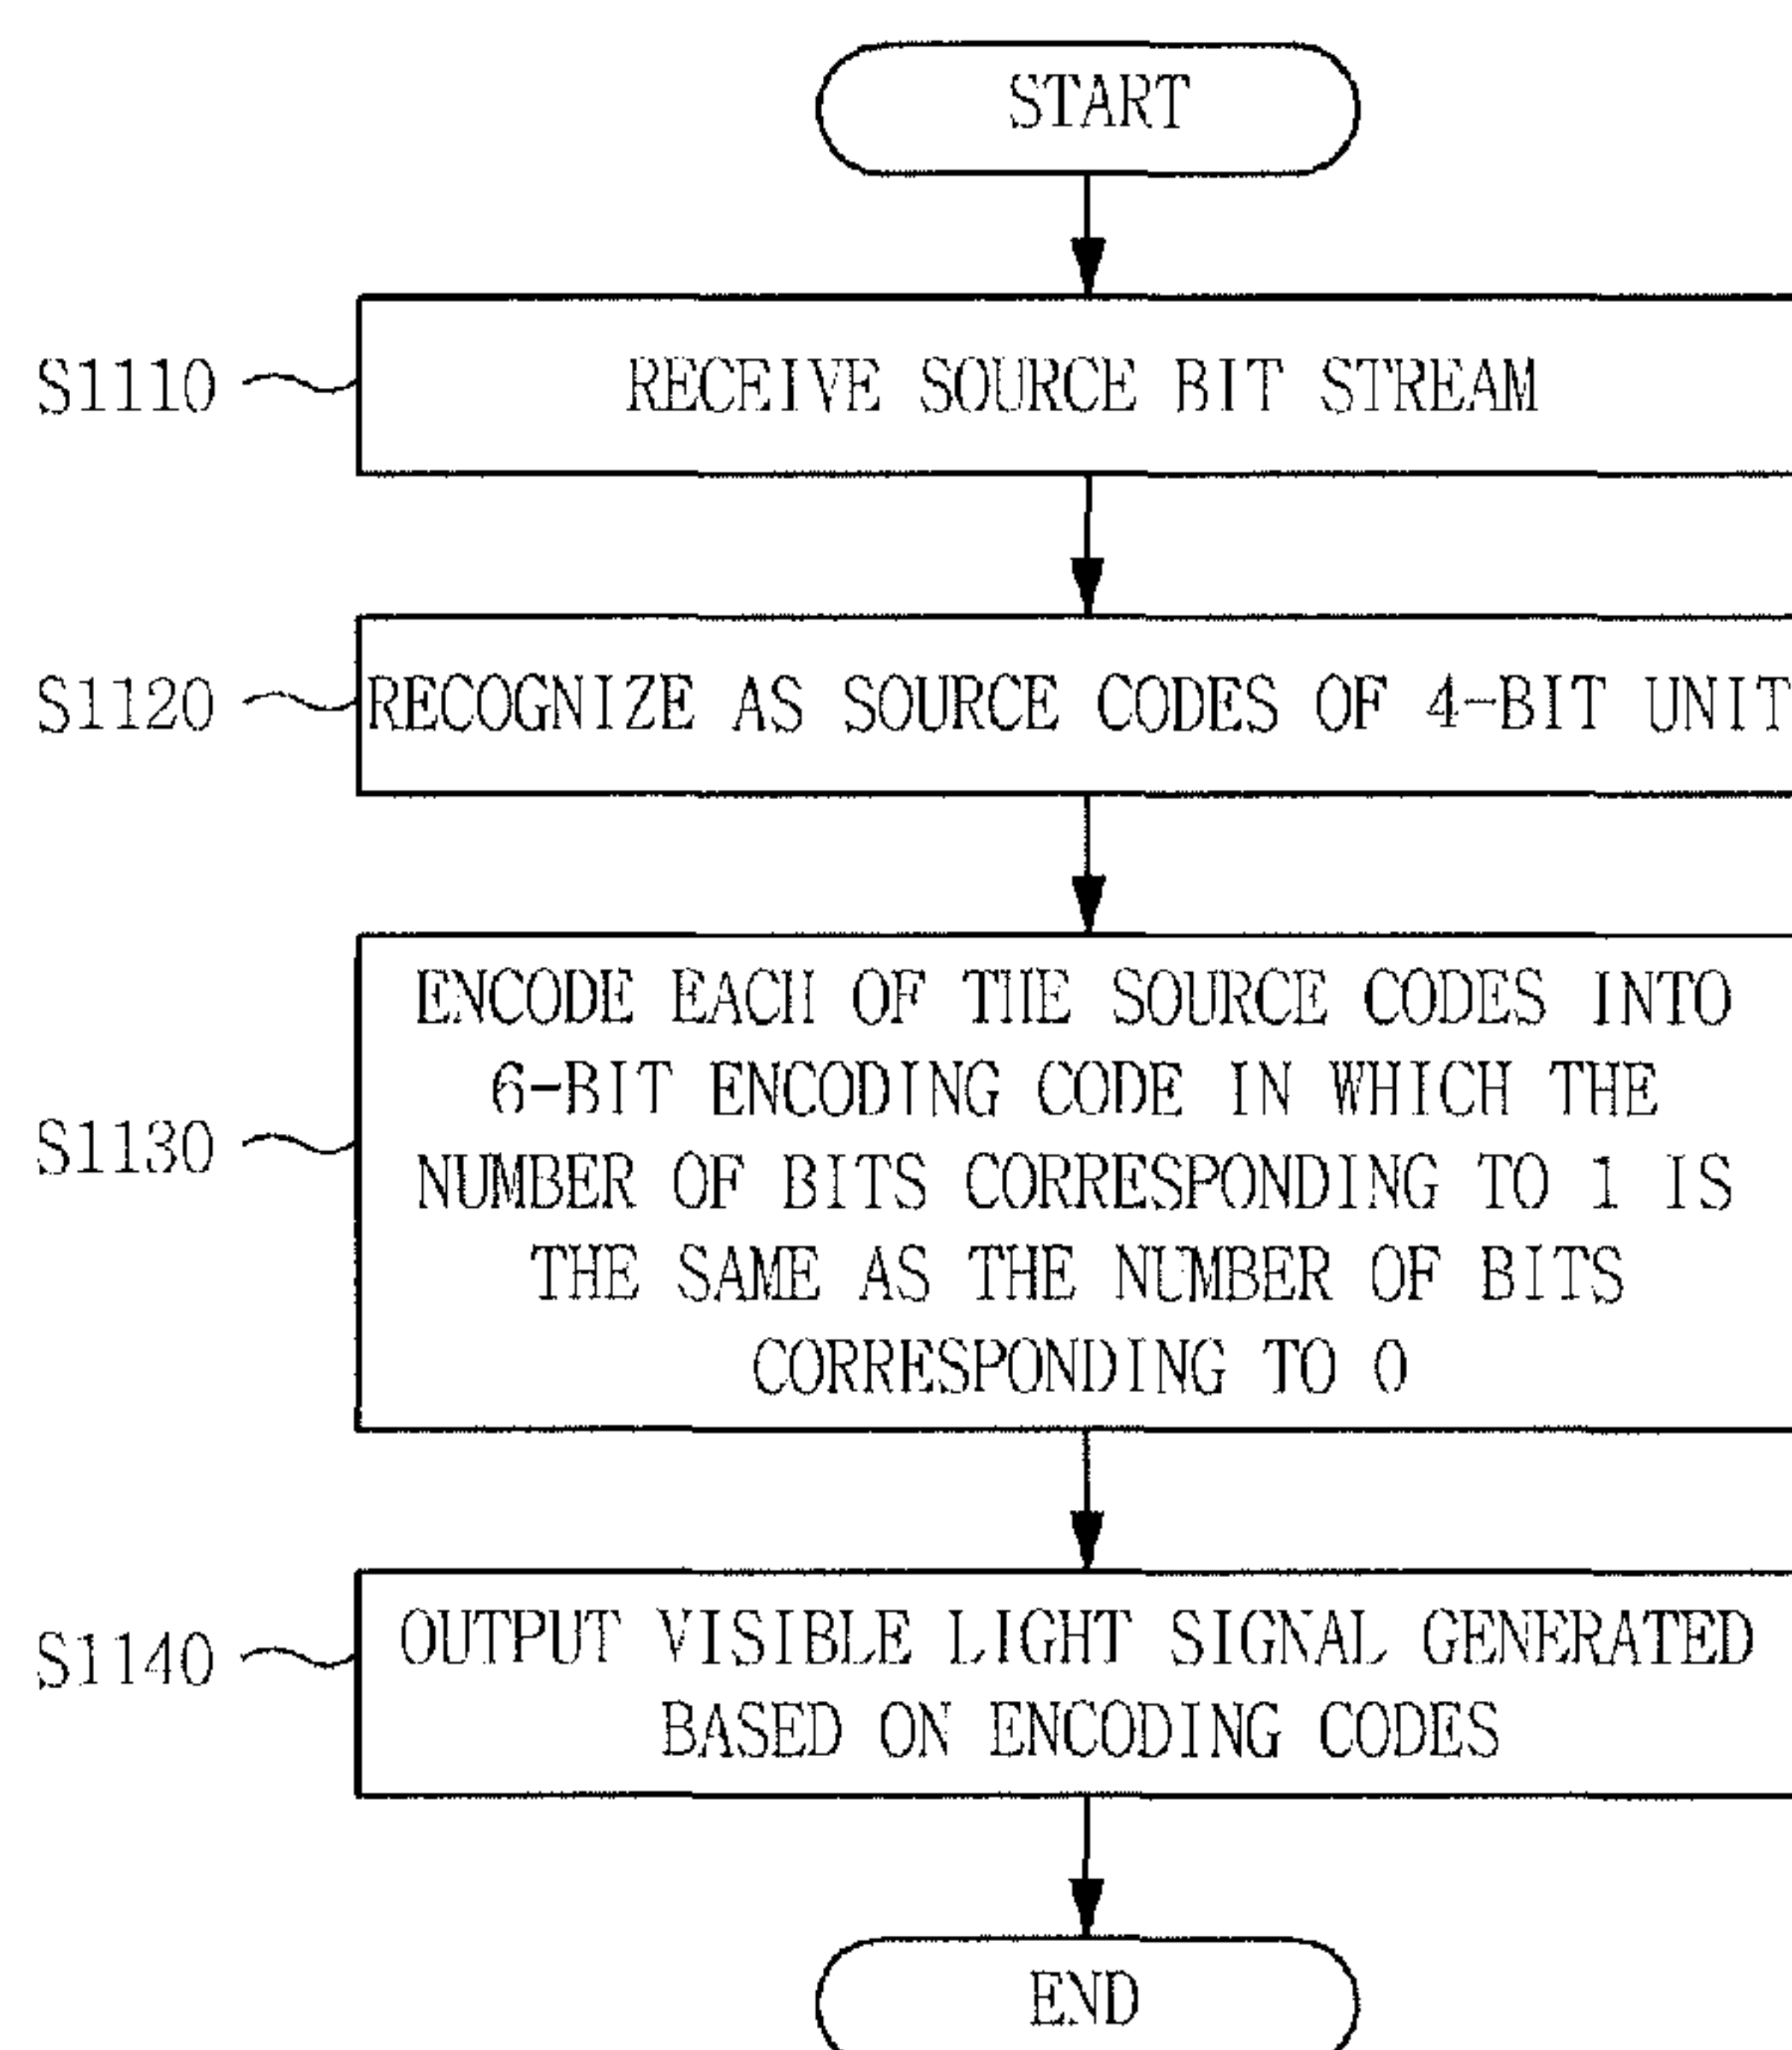 START
S1110
RECEIVE SOURCE BIT STREAM
S1120
RECOGNIZE AS SOURCE CODES OF 4-BIT UNIT
S1130
ENCODE EACH OF THE SOURCE CODES INTO
6-BIT ENCODING CODE IN WHICH THE
NUMBER OF BITS CORRESPONDING TO 1 IS
THE SAME AS THE NUMBER OF BITS
CORRESPONDING TO 0
S1140
OUTPUT VISIBLE LIGHT SIGNAL GENERATED
BASED ON ENCODING CODES
END